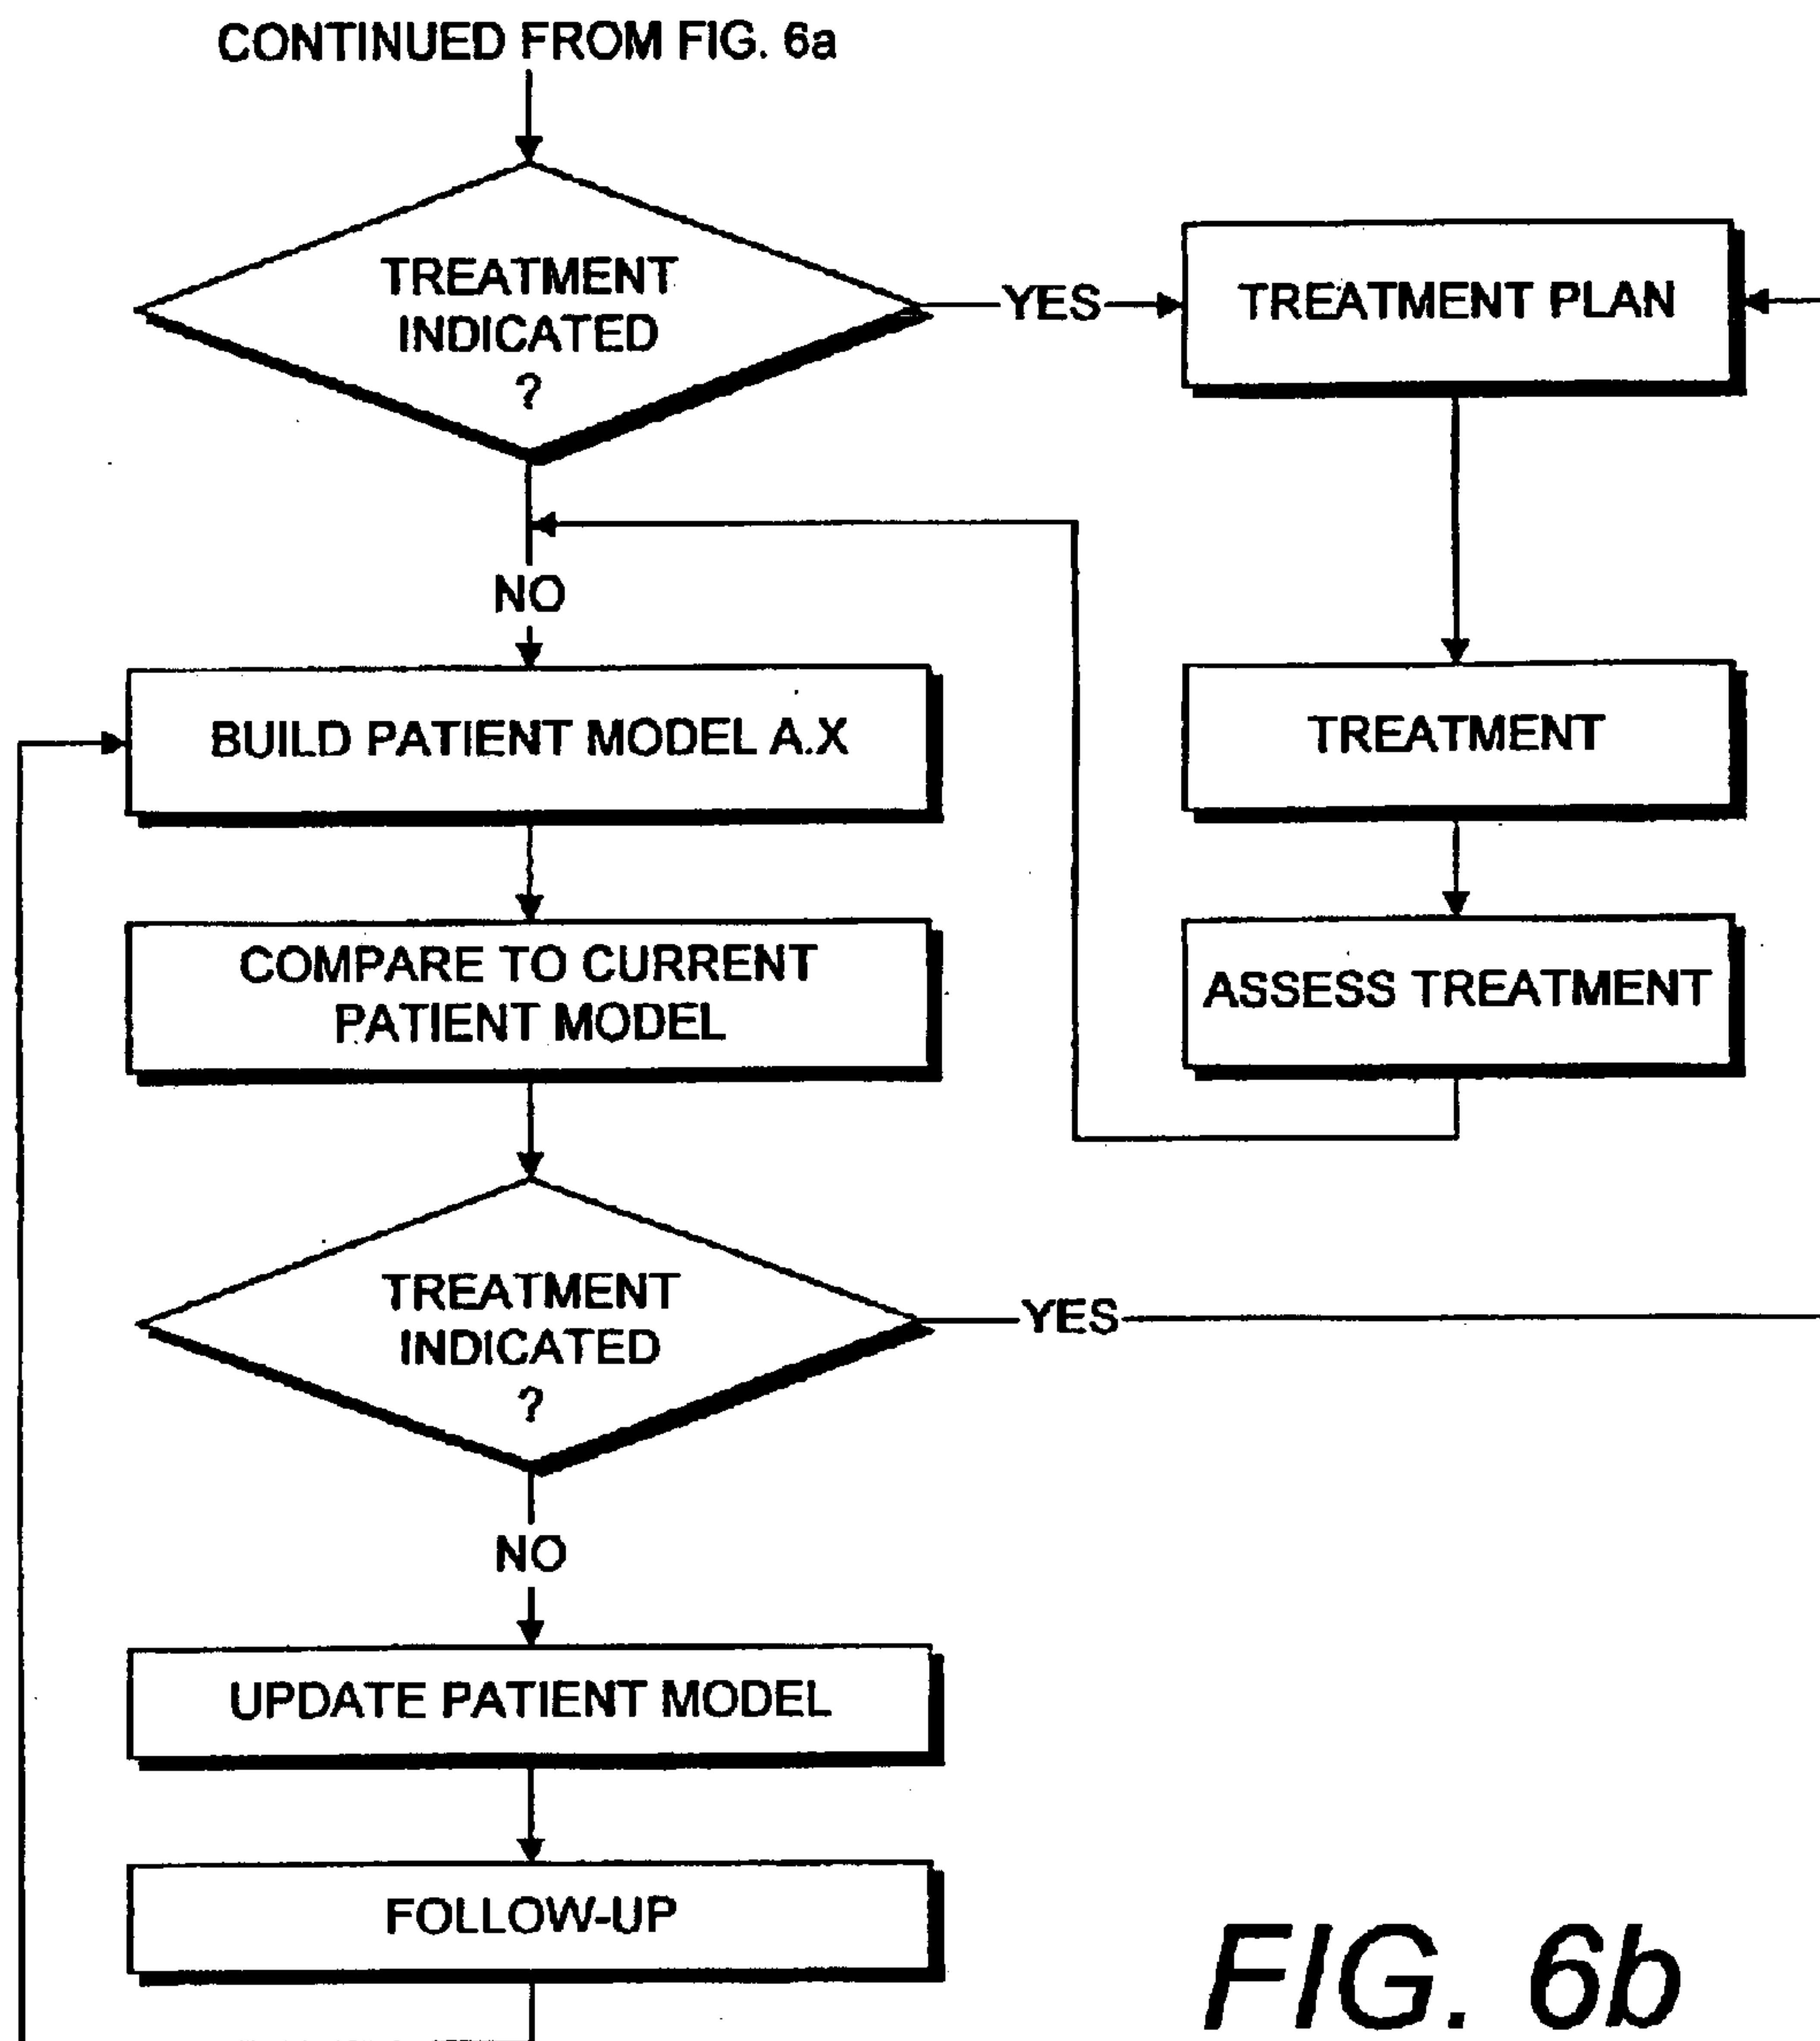 CONTINUED FROM FIG. 6a
TREATMENT
INDICATED
?
YES
TREATMENT PLAN
NO
BUILD PATIENT MODEL A.X
TREATMENT
COMPARE TO CURRENT
PATIENT MODEL
ASSESS TREATMENT
TREATMENT
INDICATED
?
YES
NO
UPDATE PATIENT MODEL
FOLLOW-UP
FIG. 6b